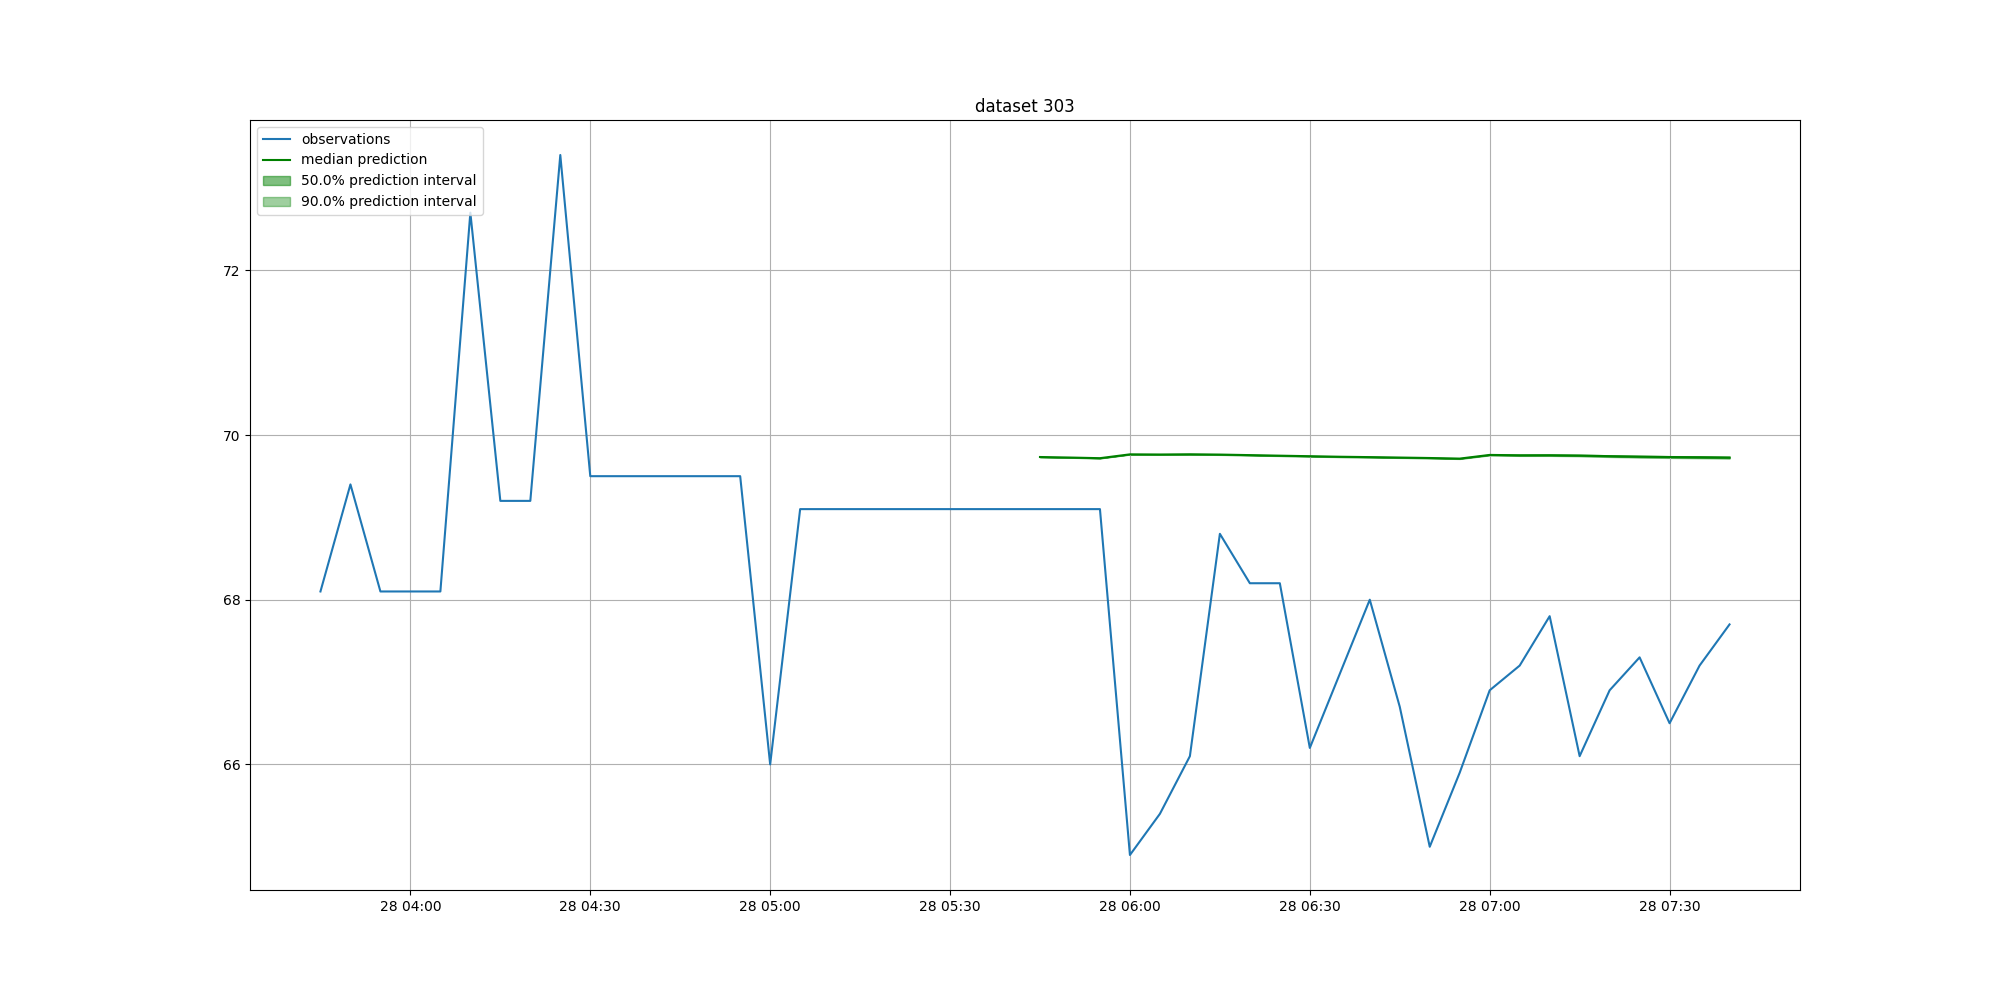 dataset 303
observations
median prediction
50.0% prediction interval
90.0% prediction interval
72
70
68
66
28 04:00
28 04:30
28 05:00
28 05:30
28 06:00
28 06:30
28 07:00
28 07:30